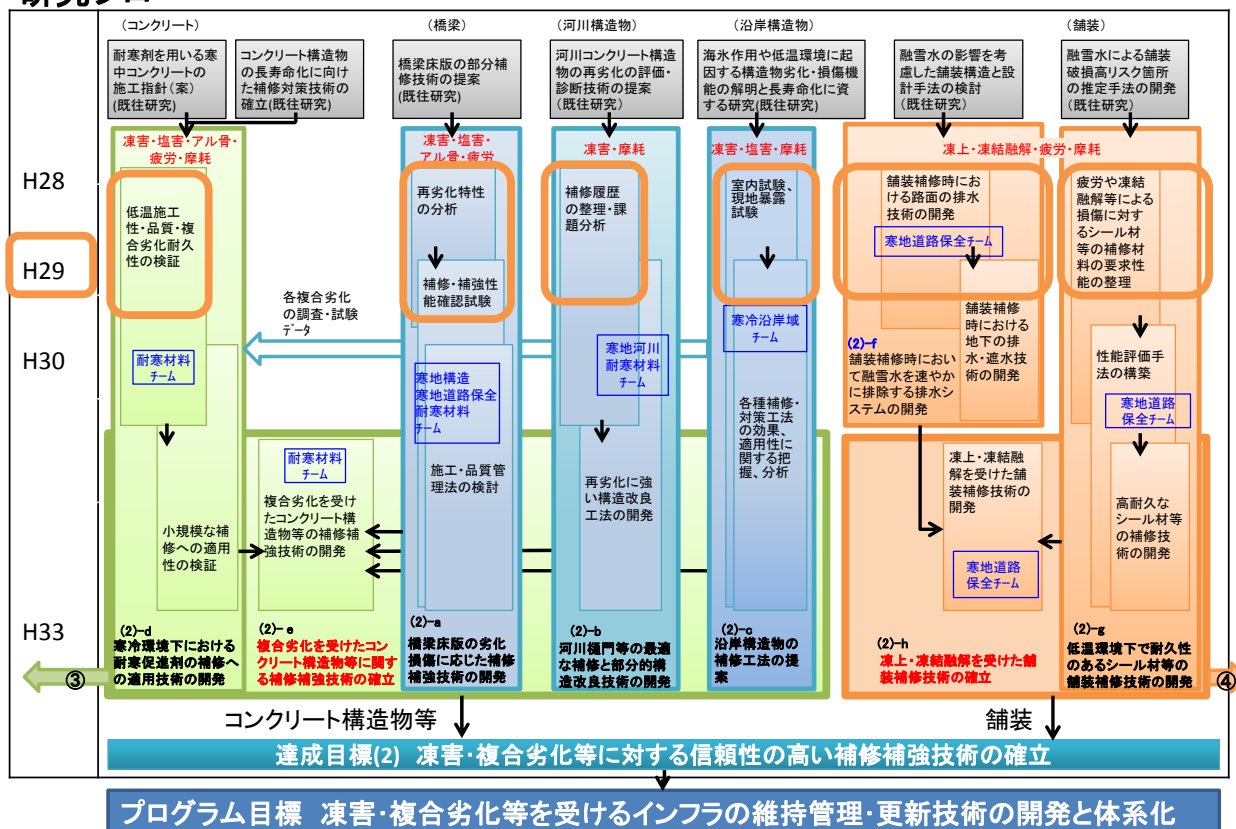 (コンクリート)
(橋梁)
(河川構造物)
(沿岸構造物)
(舗装)
耐寒剤を用いる寒
中コンクリートの
施工指針(案)
(既往研究)
コンクリート構造物
の長寿命化に向け
た補修対策技術の
確立(既往研究)
橋梁床版の部分補
修技術の提案
(既往研究)
河川コンクリート構造
物の再劣化の評価・
診断技術の提案
(既往研究)
海氷作用や低温環境に起
因する構造物劣化・損傷機
能の解明と長寿命化に資
する研究(既往研究)
融雪水の影響を考
慮した舗装構造と設
計手法の検討
(既往研究)
融雪水による舗装
破損高リスク箇所
の推定手法の開発
(既往研究)
凍害・塩害・アル骨・
疲労・摩耗
凍害・塩害・
アル骨・疲労
凍害・摩耗
凍害・塩害・摩耗
凍上・凍結融解・疲労・摩耗
H28
H29
H30
H33
低温施工
性・品質・複
合劣化耐久
性の検証
再劣化特性
の分析
補修・補強性
能確認試験
補修履歴
の整理・課
題分析
室内試験、
現地暴露
試験
舗装補修時にお
ける路面の排水
技術の開発
寒地道路保全チーム
疲労や凍結
融解等による
損傷に対す
るシール材
等の補修材
料の要求性
能の整理
各複合劣化
の調査・試験
データ
耐寒材料
チーム
寒地構造
寒地道路保全
耐寒材料
チーム
寒地河川
耐寒材料
チーム
寒冷沿岸域
チーム
(2)-f
舗装補修時におい
て融雪水を速やか
に排除する排水シ
ステムの開発
舗装補修
時における
地下の排
水・遮水技
術の開発
性能評価手
法の構築
寒地道路
保全チーム
各種補修・
対策工法
の効果、
適用性に
関する把
握、分析
耐寒材料
チーム
複合劣化を受け
たコンクリート構
造物等の補修補
強技術の開発
小規模な補
修への適用
性の検証
施工・品質管
理法の検討
再劣化に強
い構造改良
工法の開発
凍上・凍結融
解を受けた舗
装補修技術の
開発
寒地道路
保全チーム
高耐久な
シール材等
の補修技
術の開発
(2)-d
寒冷環境下における
耐寒促進剤の補修へ
の適用技術の開発
(2)-e
複合劣化を受けたコン
クリート構造物等に関す
る補修補強技術の確立
(2)-a
橋梁床版の劣化
損傷に応じた補修
補強技術の開発
(2)-b
河川樋門等の最適
な補修と部分的構
造改良技術の開発
(2)-c
沿岸構造物の
補修工法の提
案
(2)-h
凍上・凍結融解を受けた舗
装補修技術の確立
(2)-g
低温環境下で耐久性
のあるシール材等の
舗装補修技術の開発
③
④
コンクリート構造物等
舗装
達成目標(2) 凍害・複合劣化等に対する信頼性の高い補修補強技術の確立
プログラム目標 凍害・複合劣化等を受けるインフラの維持管理・更新技術の開発と体系化